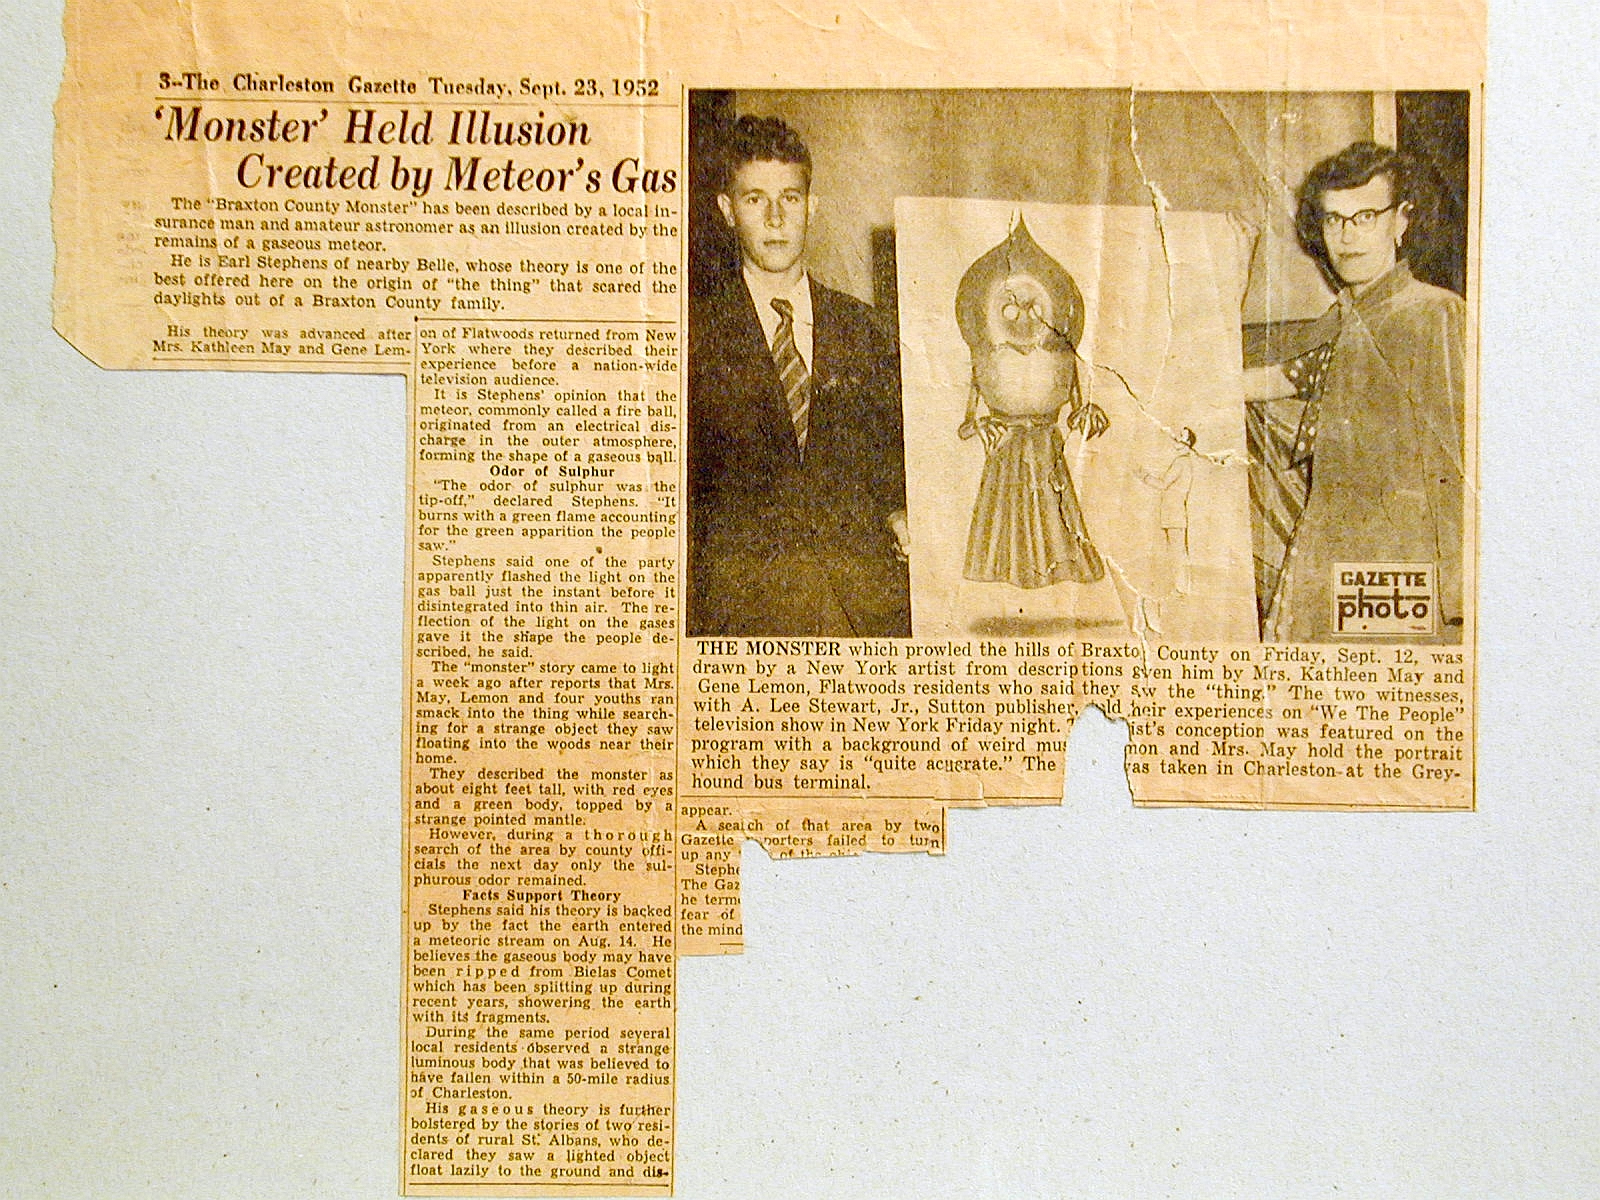 3--The Charleston Gazette Tuesday, Sept. 23, 1952
'Monster' Held Illusion
Created by Meteor's Gas
The "Braxton County Monster" has been described by a local in-
surance man and amateur astronomer as an illusion created by the
remains of a gaseous meteor.
He is Earl Stephens of nearby Belle, whose theory is one of the
best offered here on the origin of "the thing" that scared the
daylights out of a Braxton County family.
His theory was advanced after
Mrs. Kathleen May and Gene Lem-
on of Flatwoods returned from New
York where they described their
experience before a nation-wide
television audience.
It is Stephens' opinion that the
meteor, commonly called a fire ball,
originated from an electrical dis-
charge in the outer atmosphere,
forming the shape of a gaseous ball.
Odor of Sulphur
"The odor of sulphur was the
tip-off," declared Stephens. "It
burns with a green flame accounting
for the green apparition the people
saw."
Stephens said one of the party
apparently flashed the light on the
gas ball just the instant before it
disintegrated into thin air. The re-
flection of the light on the gases
gave it the shape the people de-
scribed, he said.
The "monster" story came to light
a week ago after reports that Mrs.
May, Lemon and four youths ran
smack into the thing while search-
ing for a strange object they saw
floating into the woods near their
home.
They described the monster as
about eight feet tall, with red eyes
and a green body, topped by a
strange pointed mantle.
However, during a thorough
search of the area by county offi-
cials the next day only the sul-
phurous odor remained.
Facts Support Theory
Stephens said his theory is backed
up by the fact the earth entered
a meteoric stream on Aug. 14. He
believes the gaseous body may have
been ripped from Bielas Comet
which has been splitting up during
recent years, showering the earth
with its fragments.
During the same period several
local residents observed a strange
luminous body that was believed to
have fallen within a 50-mile radius
of Charleston.
His gaseous theory is further
bolstered by the stories of two resi-
dents of rural St. Albans, who de-
clared they saw a lighted object
float lazily to the ground and dis-
appear.
A search of that area by two
Gazette porters failed to turn
up any of the
Steph
The Gaz
he term
fear of
the mind
GAZETTE
photo
THE MONSTER which prowled the hills of Braxto County on Friday, Sept. 12, was
drawn by a New York artist from descriptions given him by Mrs. Kathleen May and
Gene Lemon, Flatwoods residents who said they sw the "thing." The two witnesses,
with A. Lee Stewart, Jr., Sutton publisher, old their experiences on "We The People"
television show in New York Friday night. ist's conception was featured on the
program with a background of weird mus mon and Mrs. May hold the portrait
which they say is "quite acurate." The as taken in Charleston at the Grey-
hound bus terminal.